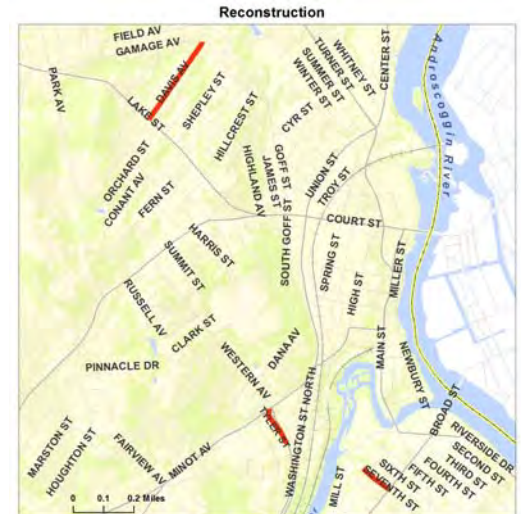 Reconstruction
FIELD AV
GAMAGE AV
PARK AV
DAVIS AV
LAKE ST
SHEPLEY ST
HILLCREST ST
WHITNEY ST
TURNER ST
SUMMER ST
WINTER ST
CENTER ST
Androscoggin River
CYR ST
ORCHARD ST
CONANT AV
FERN ST
HIGHLAND AV
GOFF ST
JAMES ST
SOUTH GOFF ST
UNION ST
TROY ST
COURT ST
HARRIS ST
SUMMIT ST
RUSSELL AV
CLARK ST
SPRING ST
HIGH ST
MILLER ST
MAIN ST
NEWBURY ST
BROAD ST
PINNACLE DR
WESTERN AV
DANA AV
TYLER ST
WASHINGTON ST NORTH
MARSTON ST
HOUGHTON ST
FAIRVIEW AV
MINOT AV
MILL ST
RIVERSIDE DR
SECOND ST
THIRD ST
FOURTH ST
FIFTH ST
SIXTH ST
SEVENTH ST
0 0.1 0.2 Miles